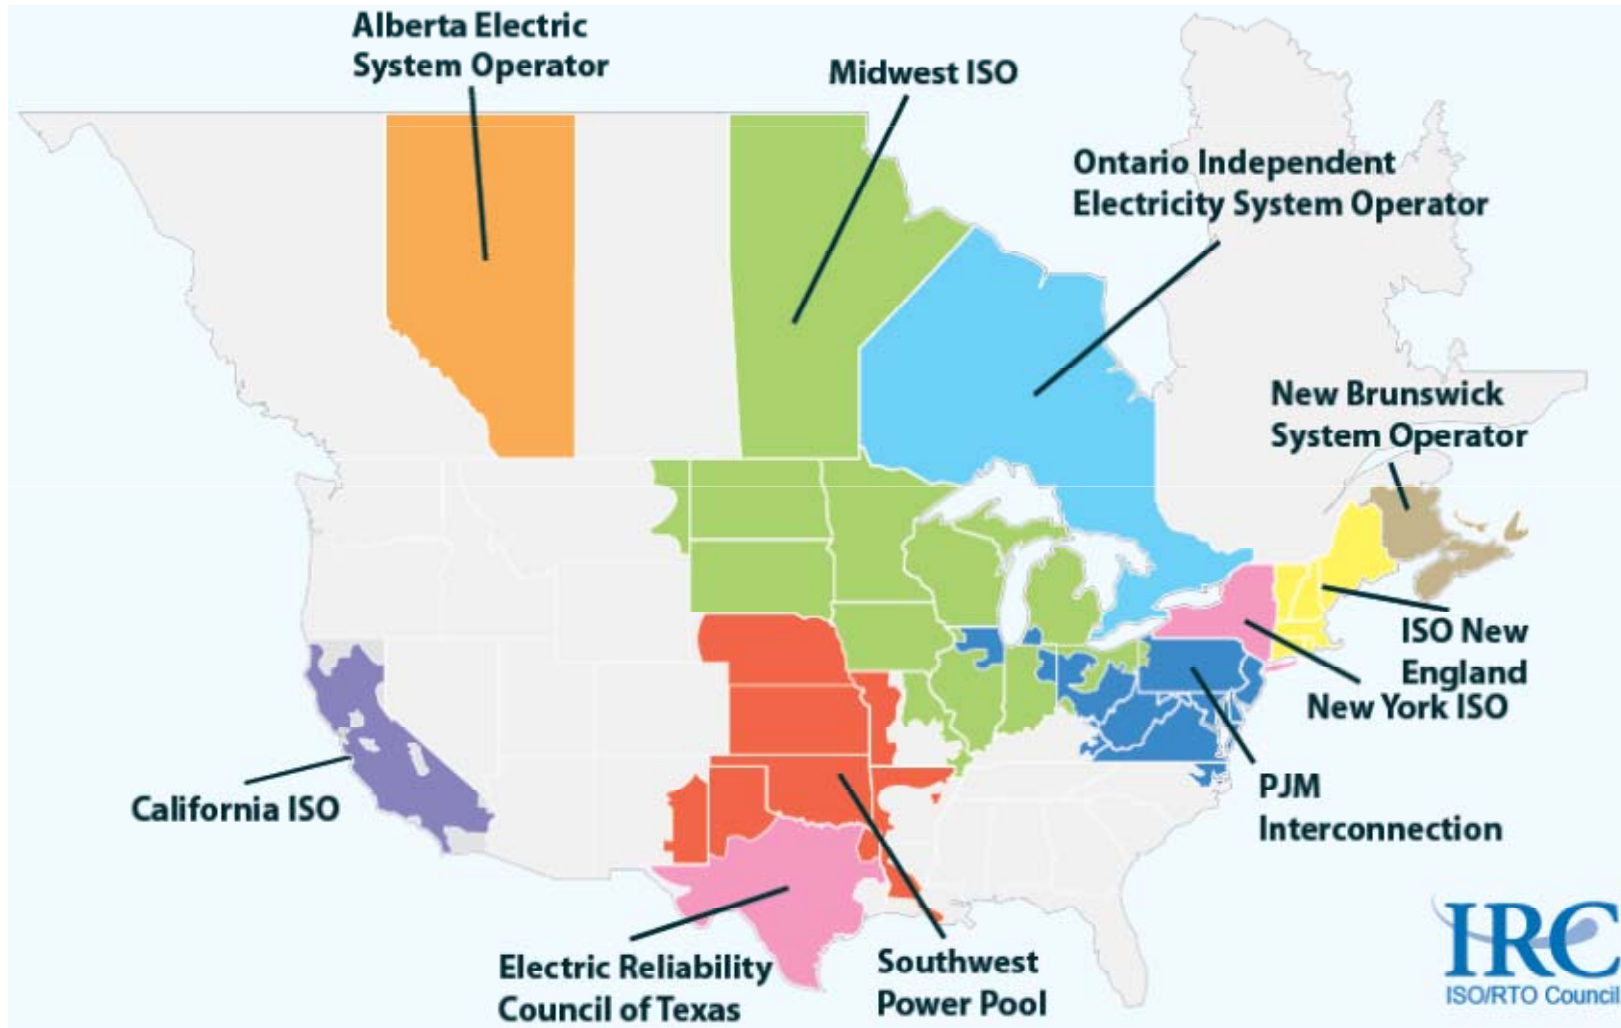 Alberta Electric
System Operator
Midwest ISO
Ontario Independent
Electricity System Operator
New Brunswick
System Operator
ISO New
England
New York ISO
PJM
Interconnection
California ISO
Electric Reliability
Council of Texas
Southwest
Power Pool
IRC
ISO/RTO Council